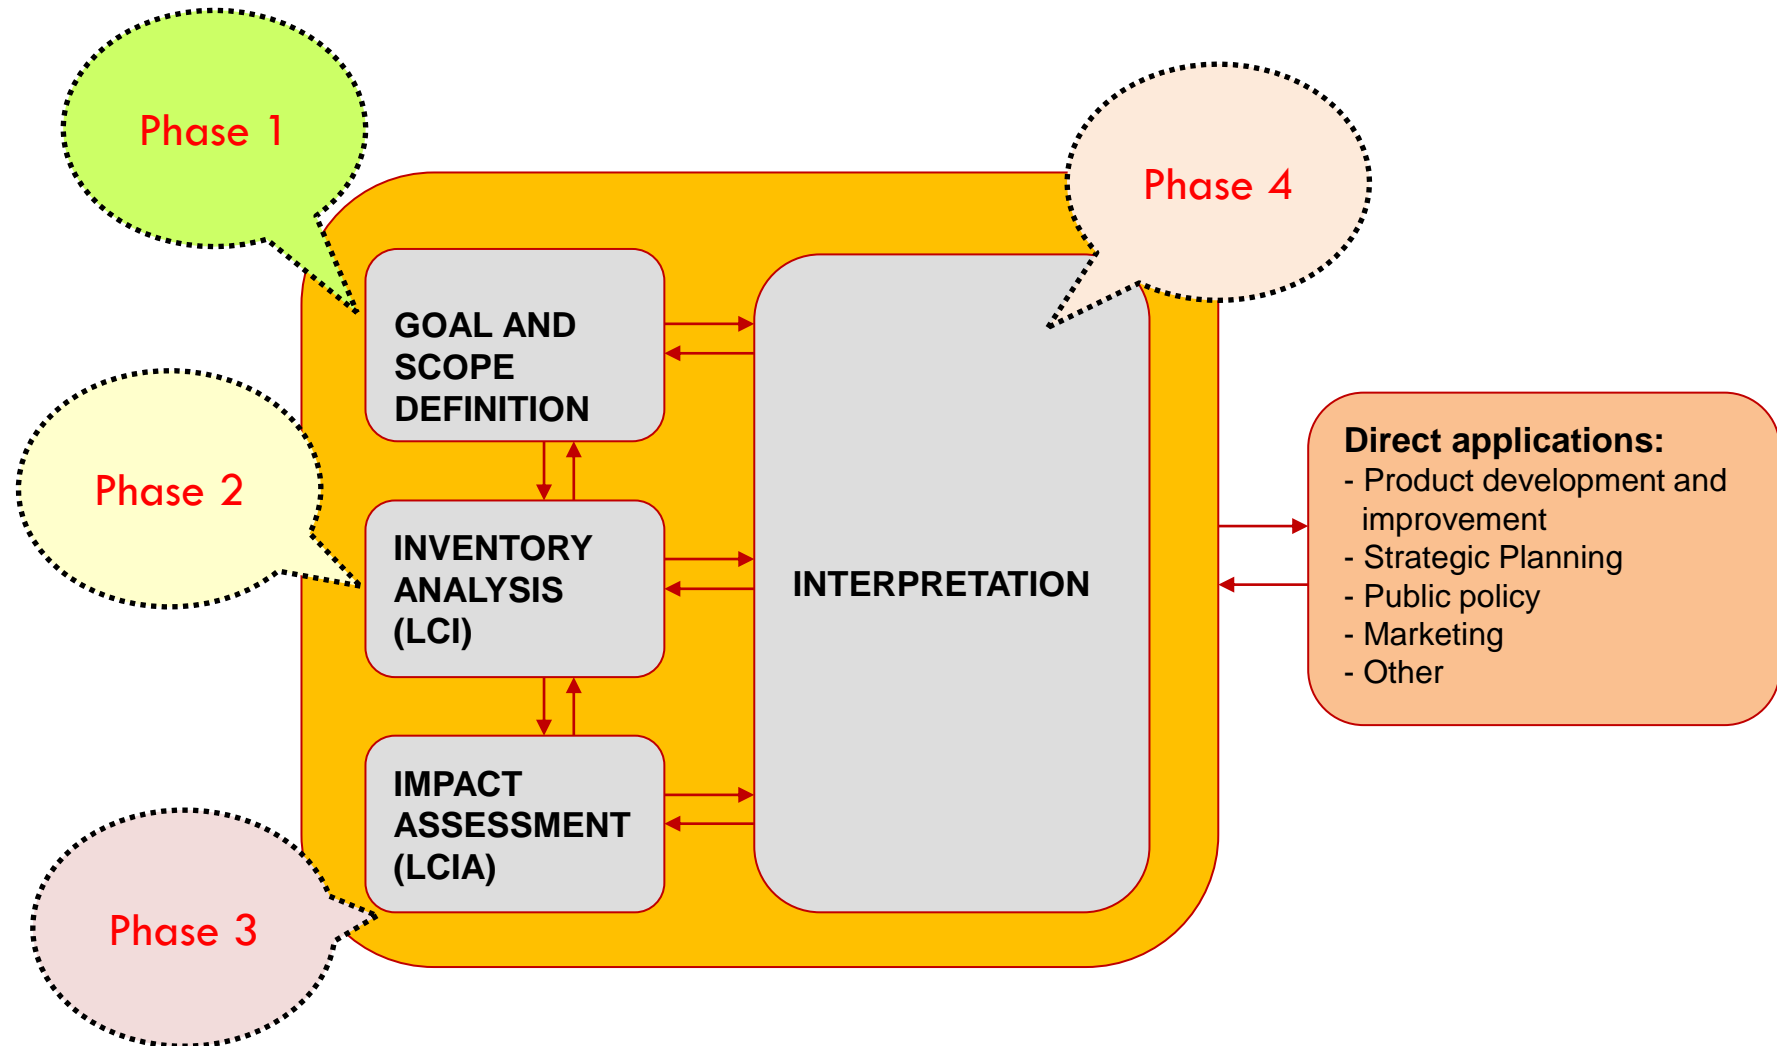 Phase 1
Phase 4
GOAL AND
SCOPE
DEFINITION
Phase 2
INVENTORY
ANALYSIS
(LCI)
INTERPRETATION
Direct applications:
- Product development and
improvement
- Strategic Planning
- Public policy
- Marketing
- Other
IMPACT
ASSESSMENT
(LCIA)
Phase 3